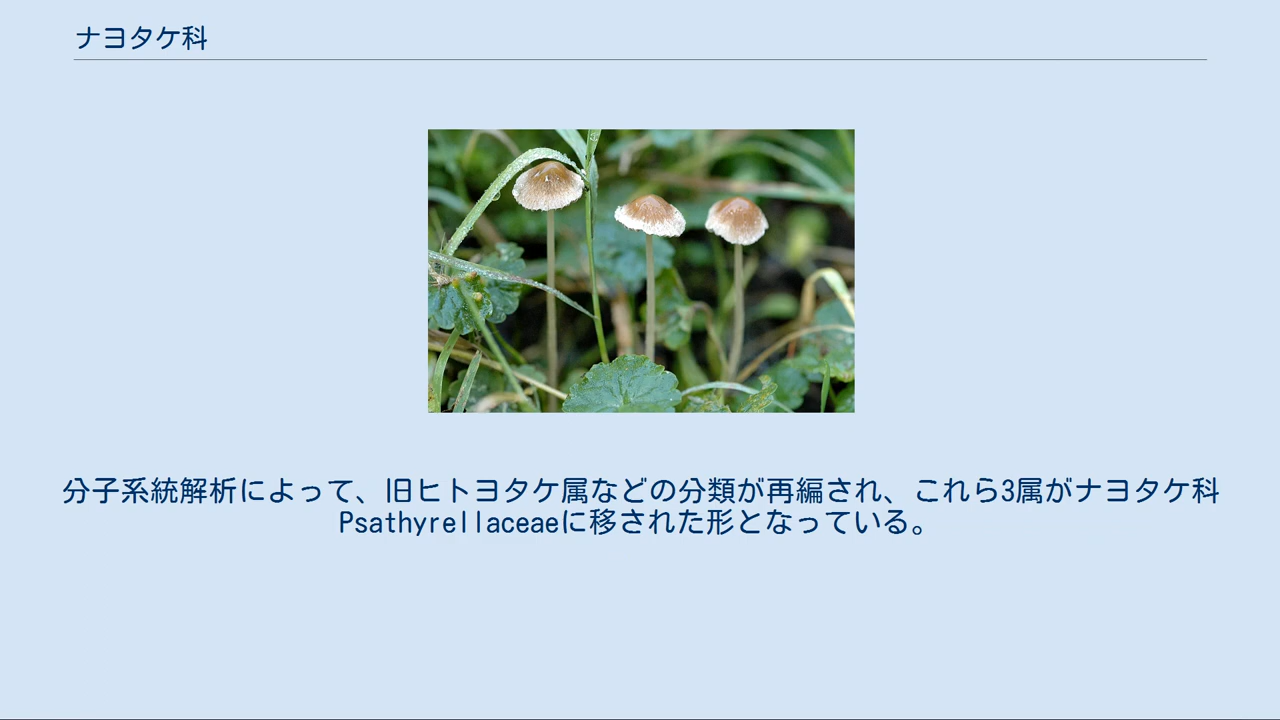 ナヨタケ科
分子系統解析によって、旧ヒトヨタケ属などの分類が再編され、これら3属がナヨタケ科
Psathyrellaceaeに移された形となっている。